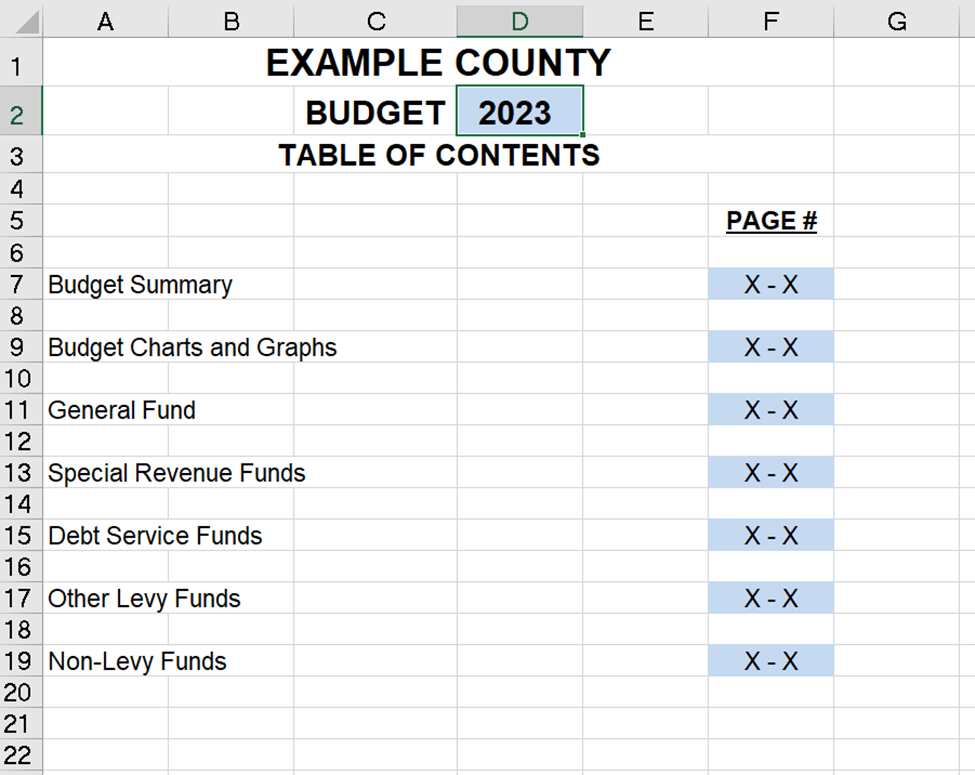 A B C D E F G
1 EXAMPLE COUNTY
2 BUDGET 2023
3 TABLE OF CONTENTS
4
5 PAGE #
6
7 Budget Summary X - X
8
9 Budget Charts and Graphs X - X
10
11 General Fund X - X
12
13 Special Revenue Funds X - X
14
15 Debt Service Funds X - X
16
17 Other Levy Funds X - X
18
19 Non-Levy Funds X - X
20
21
22